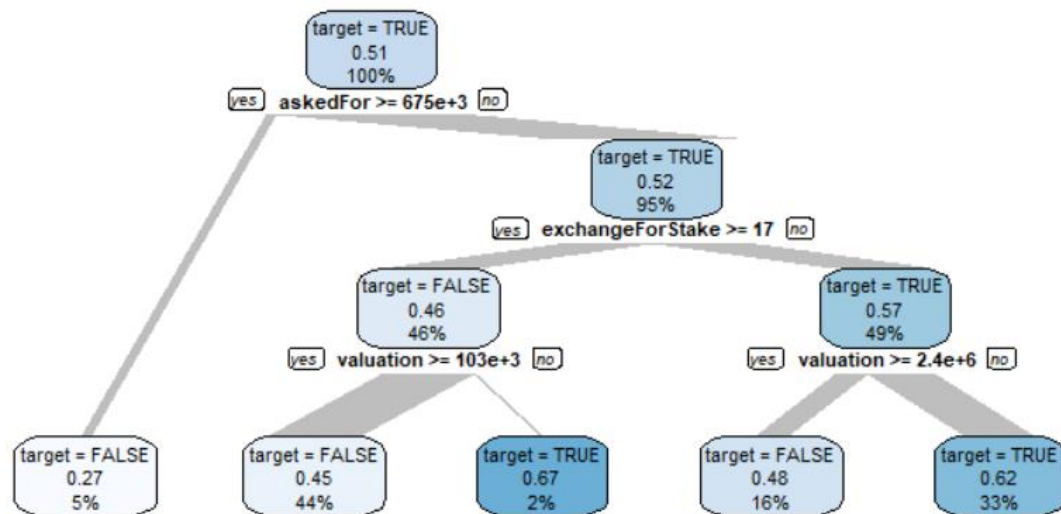 target = TRUE
0.51
100%
yes askedFor >= 675e+3 no
target = TRUE
0.52
95%
yes exchangeForStake >= 17 no
target = FALSE
0.46
46%
yes valuation >= 103e+3 no
target = TRUE
0.57
49%
yes valuation >= 2.4e+6 no
target = FALSE
0.27
5%
target = FALSE
0.45
44%
target = TRUE
0.67
2%
target = FALSE
0.48
16%
target = TRUE
0.62
33%